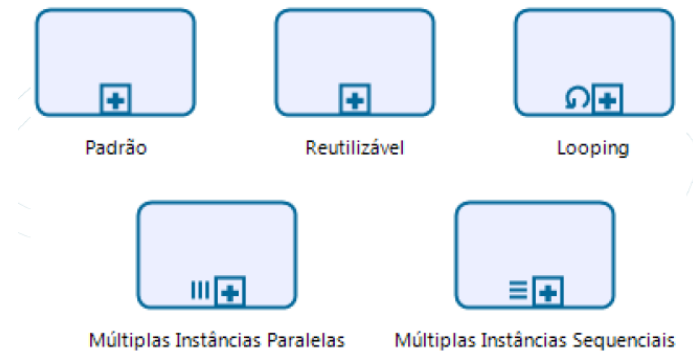 Padrão
Reutilizável
Looping
Múltiplas Instâncias Paralelas
Múltiplas Instâncias Sequenciais